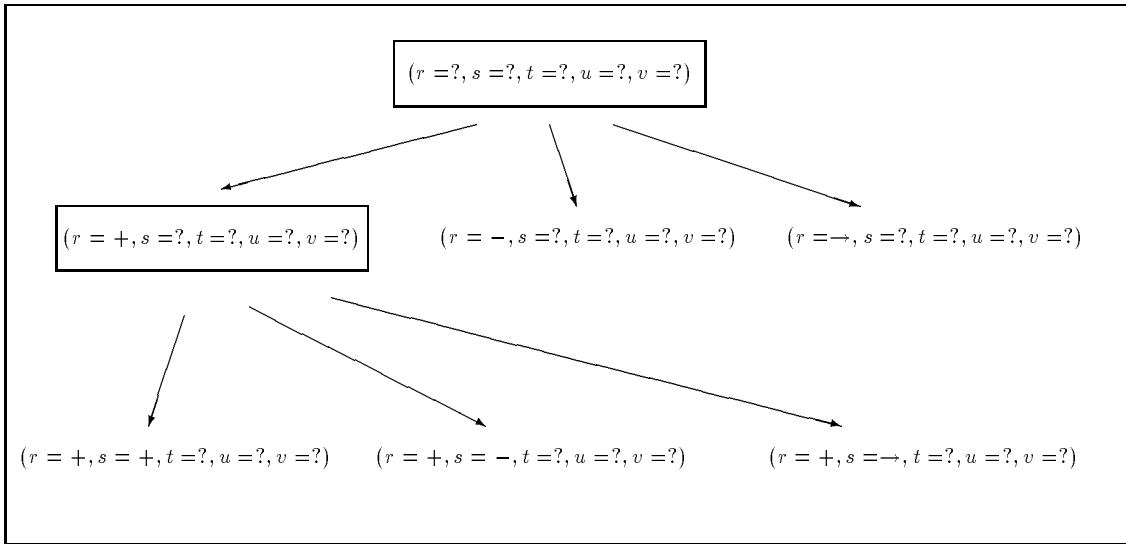 (r =?, s =?, t =?, u =?, v =?)
(r = +, s =?, t =?, u =?, v =?)
(r = −, s =?, t =?, u =?, v =?)
(r =→, s =?, t =?, u =?, v =?)
(r = +, s = +, t =?, u =?, v =?)
(r = +, s = −, t =?, u =?, v =?)
(r = +, s =→, t =?, u =?, v =?)